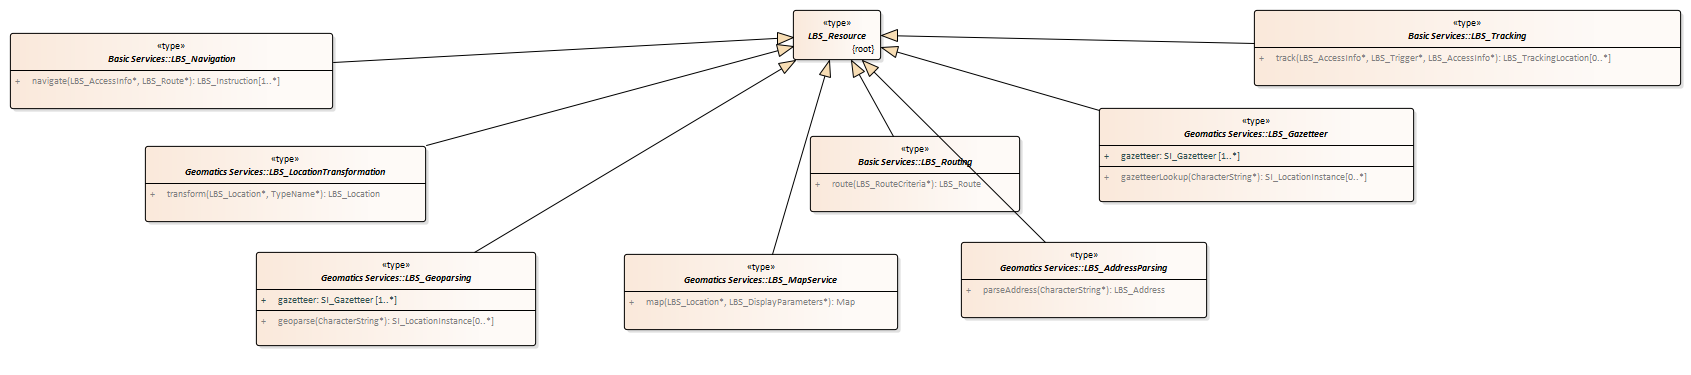 «type»
LBS_Resource
{root}
«type»
Basic Services::LBS_Tracking
+ track(LBS_AccessInfo*, LBS_Trigger*, LBS_AccessInfo*): LBS_TrackingLocation[0..*]
«type»
Basic Services::LBS_Navigation
+ navigate(LBS_AccessInfo*, LBS_Route*): LBS_Instruction[1..*]
«type»
Geomatics Services::LBS_Gazetteer
+ gazetteer: SI_Gazetteer [1..*]
+ gazetteerLookup(CharacterString*): SI_LocationInstance[0..*]
«type»
Basic Services::LBS_Routing
+ route(LBS_RouteCriteria*): LBS_Route
«type»
Geomatics Services::LBS_LocationTransformation
+ transform(LBS_Location*, TypeName*): LBS_Location
«type»
Geomatics Services::LBS_AddressParsing
+ parseAddress(CharacterString*): LBS_Address
«type»
Geomatics Services::LBS_Geoparsing
+ gazetteer: SI_Gazetteer [1..*]
+ geoparse(CharacterString*): SI_LocationInstance[0..*]
«type»
Geomatics Services::LBS_MapService
+ map(LBS_Location*, LBS_DisplayParameters*): Map